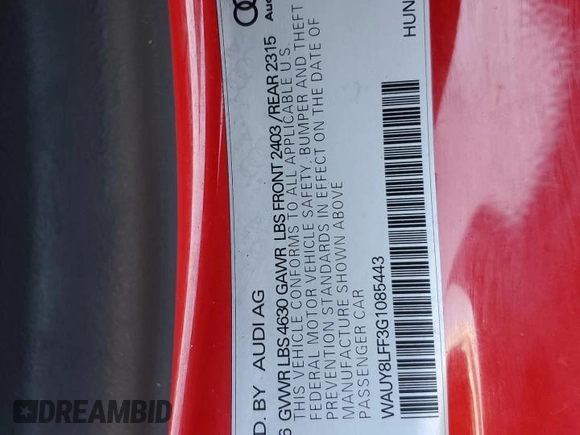 Aud
D. BY AUDI AG
6 GVWR LBS 4630 GAWR LBS FRONT 2403 /REAR 2315
THIS VEHICLE CONFORMS TO ALL APPLICABLE U.S.
FEDERAL MOTOR VEHICLE SAFETY, BUMPER AND THEFT
PREVENTION STANDARDS IN EFFECT ON THE DATE OF
MANUFACTURE SHOWN ABOVE
PASSENGER CAR
WAUY8LFF3G1085443
HUN
DREAMBID